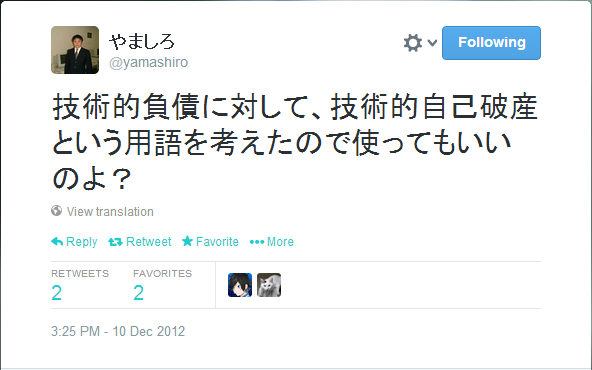 やましろ
@yamashiro
Following
技術的負債に対して、技術的自己破産
という用語を考えたので使ってもいい
のよ？
View translation
Reply Retweet Favorite More
RETWEETS FAVORITES
2 2
3:25 PM - 10 Dec 2012